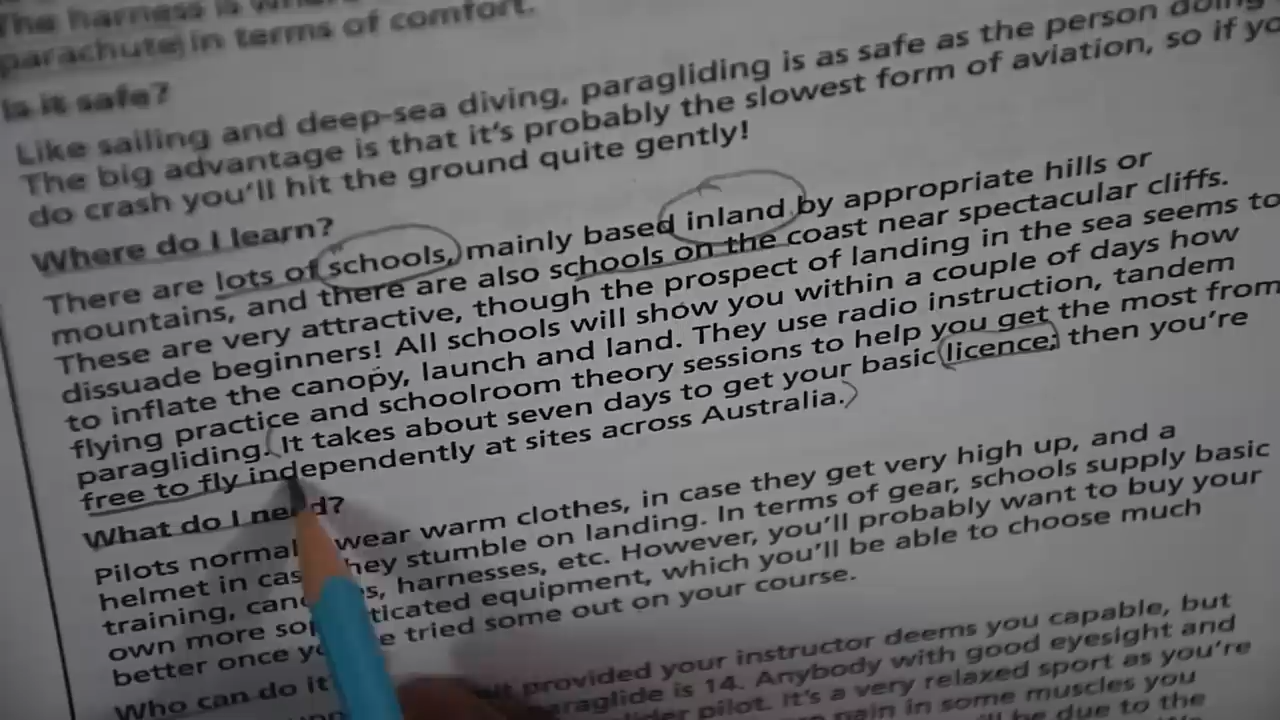 The harness is
parachute in terms of comfort.
Is it safe?
Like sailing and deep-sea diving, paragliding is as safe as the person doing
The big advantage is that it's probably the slowest form of aviation, so if you
do crash you'll hit the ground quite gently!
Where do I learn?
There are lots of schools, mainly based inland by appropriate hills or
mountains, and there are also schools on the coast near spectacular cliffs.
These are very attractive, though the prospect of landing in the sea seems to
dissuade beginners! All schools will show you within a couple of days how
to inflate the canopy, launch and land. They use radio instruction, tandem
flying practice and schoolroom theory sessions to help you get the most from
paragliding. It takes about seven days to get your basic licence, then you're
free to fly independently at sites across Australia.
What do I need?
Pilots wear warm clothes, in case they get very high up, and a
helmet in they stumble on landing. In terms of gear, schools supply basic
training, harnesses, etc. However, you'll probably want to buy your
own more equipment, which you'll be able to choose much
better once tried some out on your course.
Who can do it
provided your instructor deems you capable, but
is 14. Anybody with good eyesight and
pilot. It's a very relaxed sport as you're
pain in some muscles you
be due to the